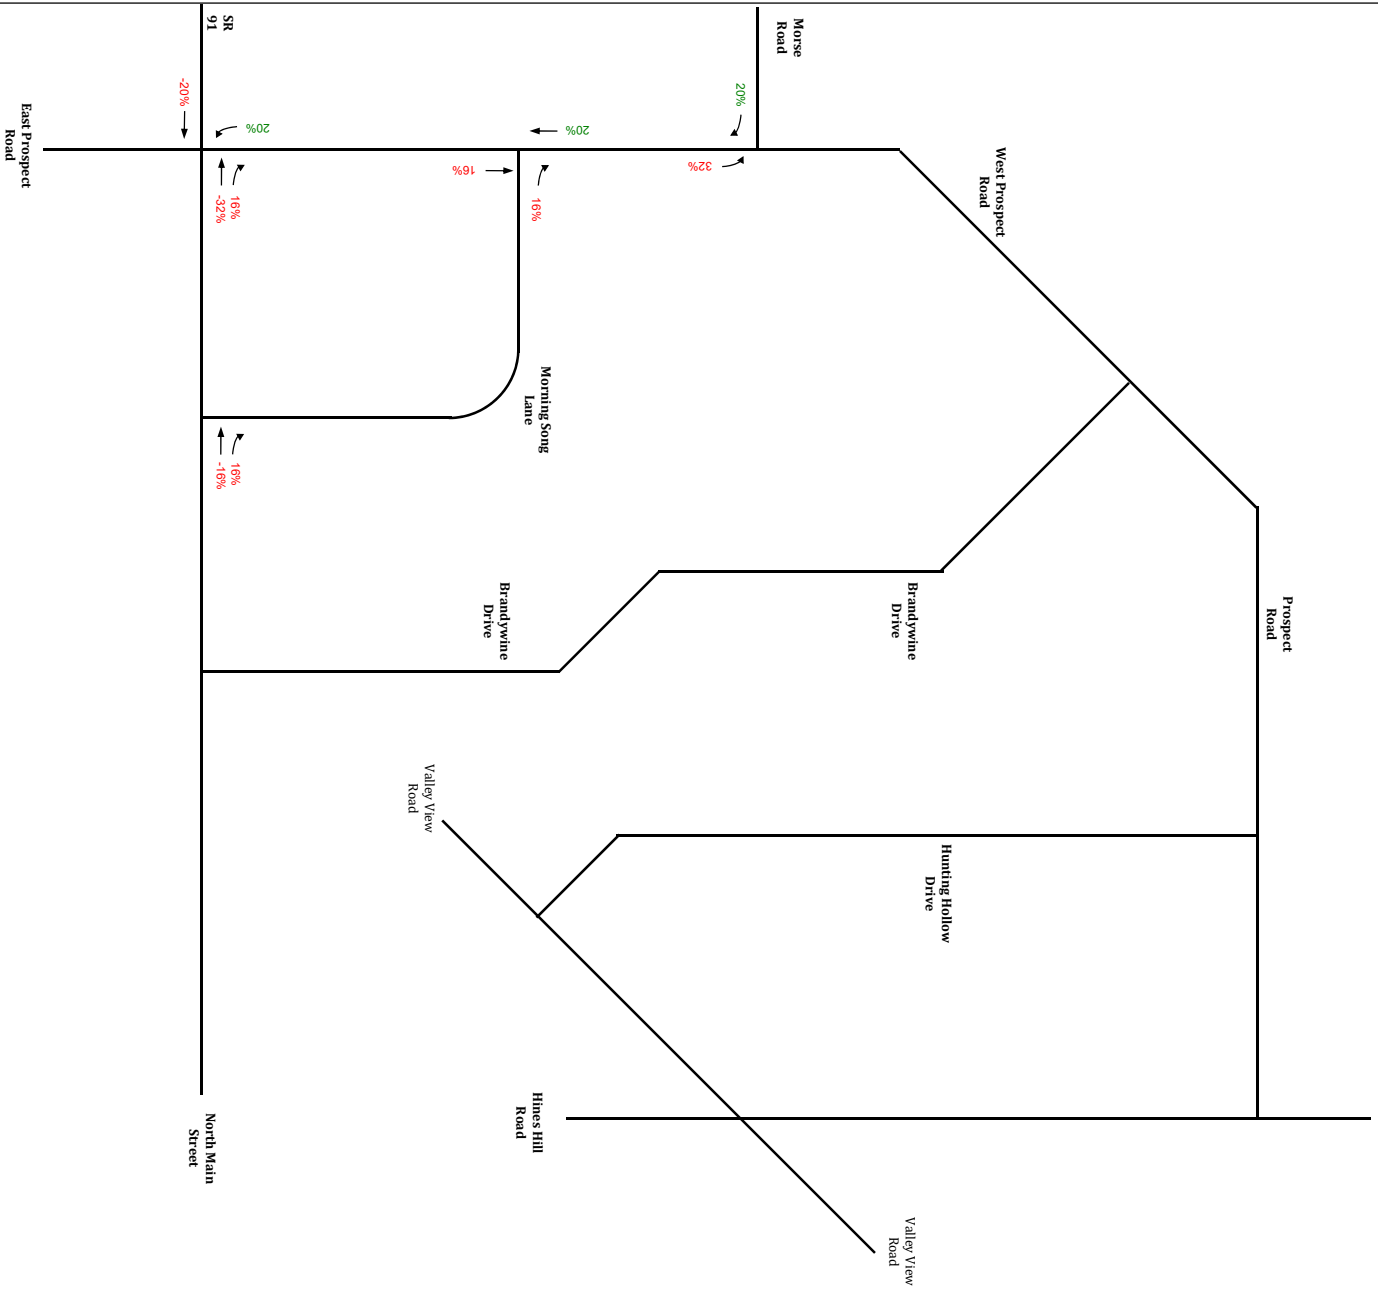 SR
91
Morse
Road
-20%
20%
East Prospect
Road
20%
20%
32%
16%
16%
-32%
16%
West Prospect
Road
Morning Song
Lane
16%
-16%
Brandywine
Drive
Brandywine
Drive
Prospect
Road
Valley View
Road
Hunting Hollow
Drive
Hines Hill
Road
North Main
Street
Valley View
Road